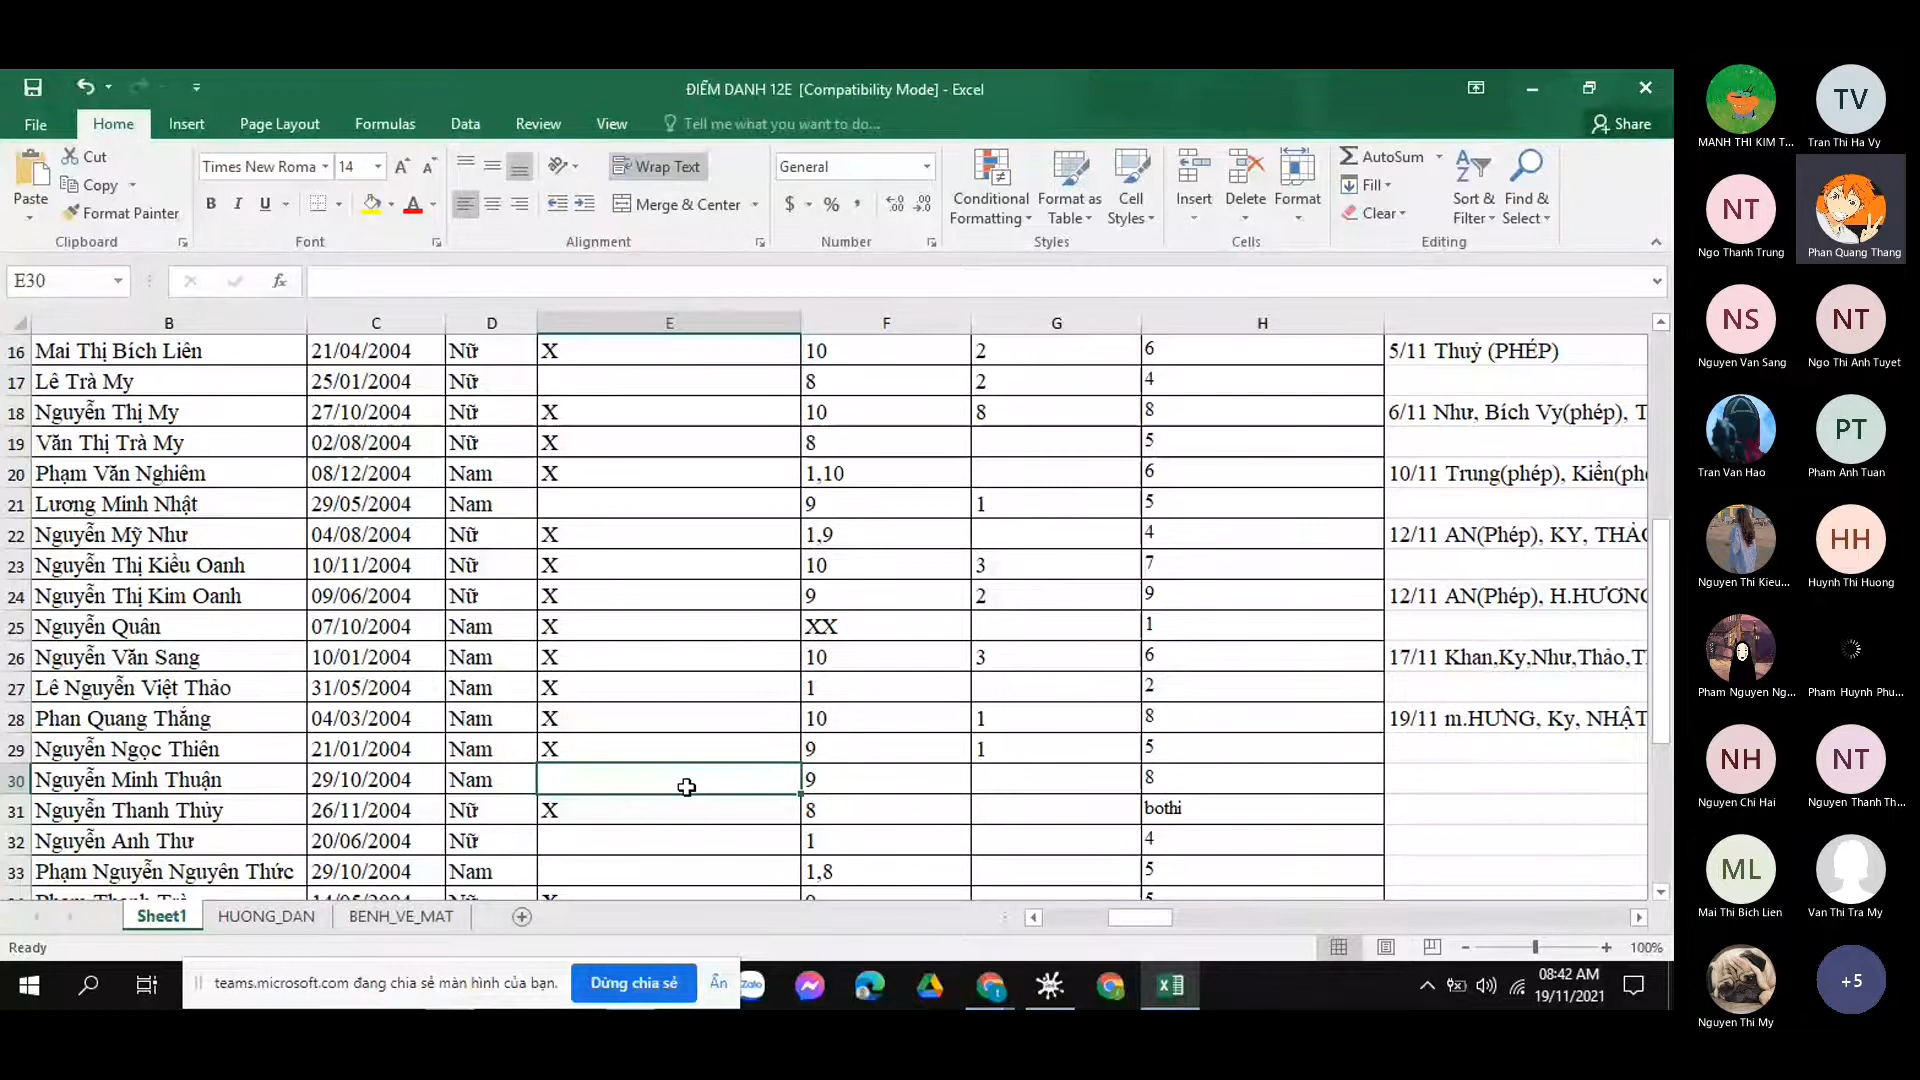 ĐIỂM DANH 12E [Compatibility Mode] - Excel
File Home Insert Page Layout Formulas Data Review View Tell me what you want to do... Share
Paste Cut Copy Format Painter
Times New Roma 14
B I U
Wrap Text
Merge & Center
General
$ % ,
Conditional Formatting
Format as Table
Cell Styles
Insert Delete Format
AutoSum
Fill
Clear
Sort & Filter
Find & Select
Clipboard Font Alignment Number Styles Cells Editing
E30 fx
B C D E F G H
16 Mai Thị Bích Liên 21/04/2004 Nữ X 10 2 6 5/11 Thuỷ (PHÉP)
17 Lê Trà My 25/01/2004 Nữ 8 2 4
18 Nguyễn Thị My 27/10/2004 Nữ X 10 8 8 6/11 Như, Bích Vy(phép), T
19 Văn Thị Trà My 02/08/2004 Nữ X 8 5
20 Phạm Văn Nghiêm 08/12/2004 Nam X 1,10 6 10/11 Trung(phép), Kiển(ph
21 Lương Minh Nhật 29/05/2004 Nam 9 1 5
22 Nguyễn Mỹ Như 04/08/2004 Nữ X 1,9 4 12/11 AN(Phép), KY, THẢO
23 Nguyễn Thị Kiều Oanh 10/11/2004 Nữ X 10 3 7
24 Nguyễn Thị Kim Oanh 09/06/2004 Nữ X 9 2 9 12/11 AN(Phép), H.HƯƠNG
25 Nguyễn Quân 07/10/2004 Nam X XX 1
26 Nguyễn Văn Sang 10/01/2004 Nam X 10 3 6 17/11 Khan,Ky,Như,Thảo,T
27 Lê Nguyễn Việt Thảo 31/05/2004 Nam X 1 2
28 Phan Quang Thắng 04/03/2004 Nam X 10 1 8 19/11 m.HƯNG, Ky, NHẬT
29 Nguyễn Ngọc Thiên 21/01/2004 Nam X 9 1 5
30 Nguyễn Minh Thuận 29/10/2004 Nam 9 8
31 Nguyễn Thanh Thủy 26/11/2004 Nữ X 8 bothi
32 Nguyễn Anh Thư 20/06/2004 Nữ 1 4
33 Phạm Nguyễn Nguyên Thức 29/10/2004 Nam 1,8 5
Sheet1 HUONG_DAN BENH_VE_MAT
Ready 100%
teams.microsoft.com đang chia sẻ màn hình của bạn. Dừng chia sẻ Ẩn
Zalo
08:42 AM
19/11/2021
MANH THI KIM T...
TV
Tran Thi Ha Vy
NT
Ngo Thanh Trung
Phan Quang Thang
NS
Nguyen Van Sang
NT
Ngo Thi Anh Tuyet
Tran Van Hao
PT
Pham Anh Tuan
Nguyen Thi Kieu...
HH
Huynh Thi Huong
Pham Nguyen Ng...
Pham Huynh Phu...
NH
Nguyen Chi Hai
NT
Nguyen Thanh Th...
ML
Mai Thi Bich Lien
Van Thi Tra My
Nguyen Thi My
+5